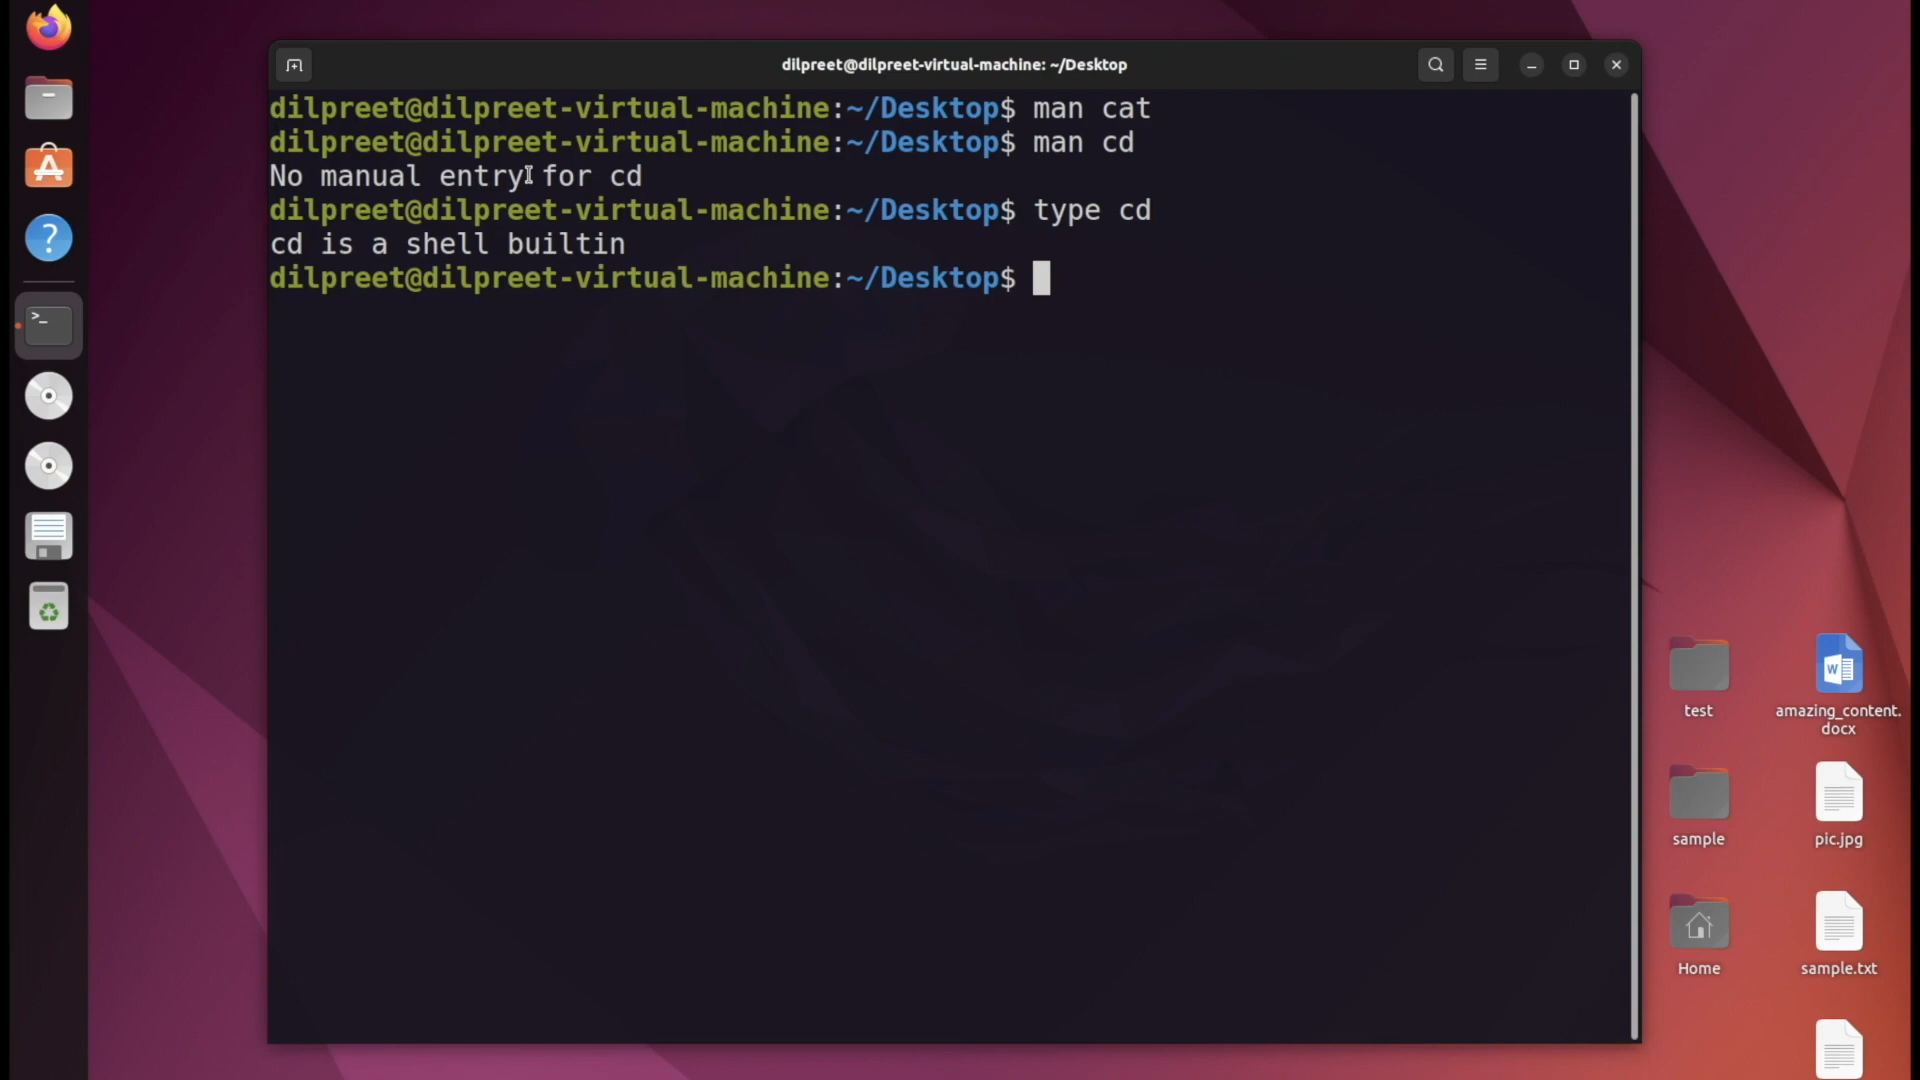 dilpreet@dilpreet-virtual-machine: ~/Desktop
dilpreet@dilpreet-virtual-machine:~/Desktop$ man cat
dilpreet@dilpreet-virtual-machine:~/Desktop$ man cd
No manual entry for cd
dilpreet@dilpreet-virtual-machine:~/Desktop$ type cd
cd is a shell builtin
dilpreet@dilpreet-virtual-machine:~/Desktop$
test
amazing_content.
docx
sample
pic.jpg
Home
sample.txt